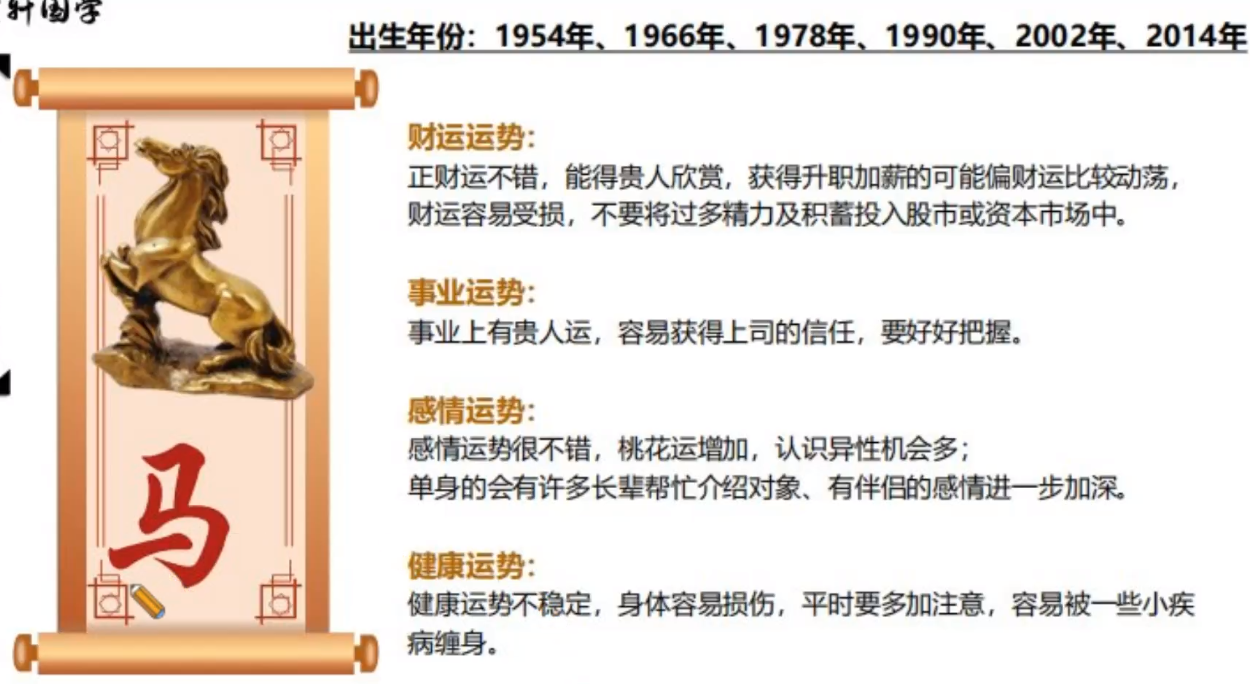 轩国学
出生年份：1954年、1966年、1978年、1990年、2002年、2014年
财运运势：
正财运不错，能得贵人欣赏，获得升职加薪的可能偏财运比较动荡，
财运容易受损，不要将过多精力及积蓄投入股市或资本市场中。
事业运势：
事业上有贵人运，容易获得上司的信任，要好好把握。
感情运势：
感情运势很不错，桃花运增加，认识异性机会多；
单身的会有许多长辈帮忙介绍对象、有伴侣的感情进一步加深。
马
健康运势：
健康运势不稳定，身体容易损伤，平时要多加注意，容易被一些小疾
病缠身。